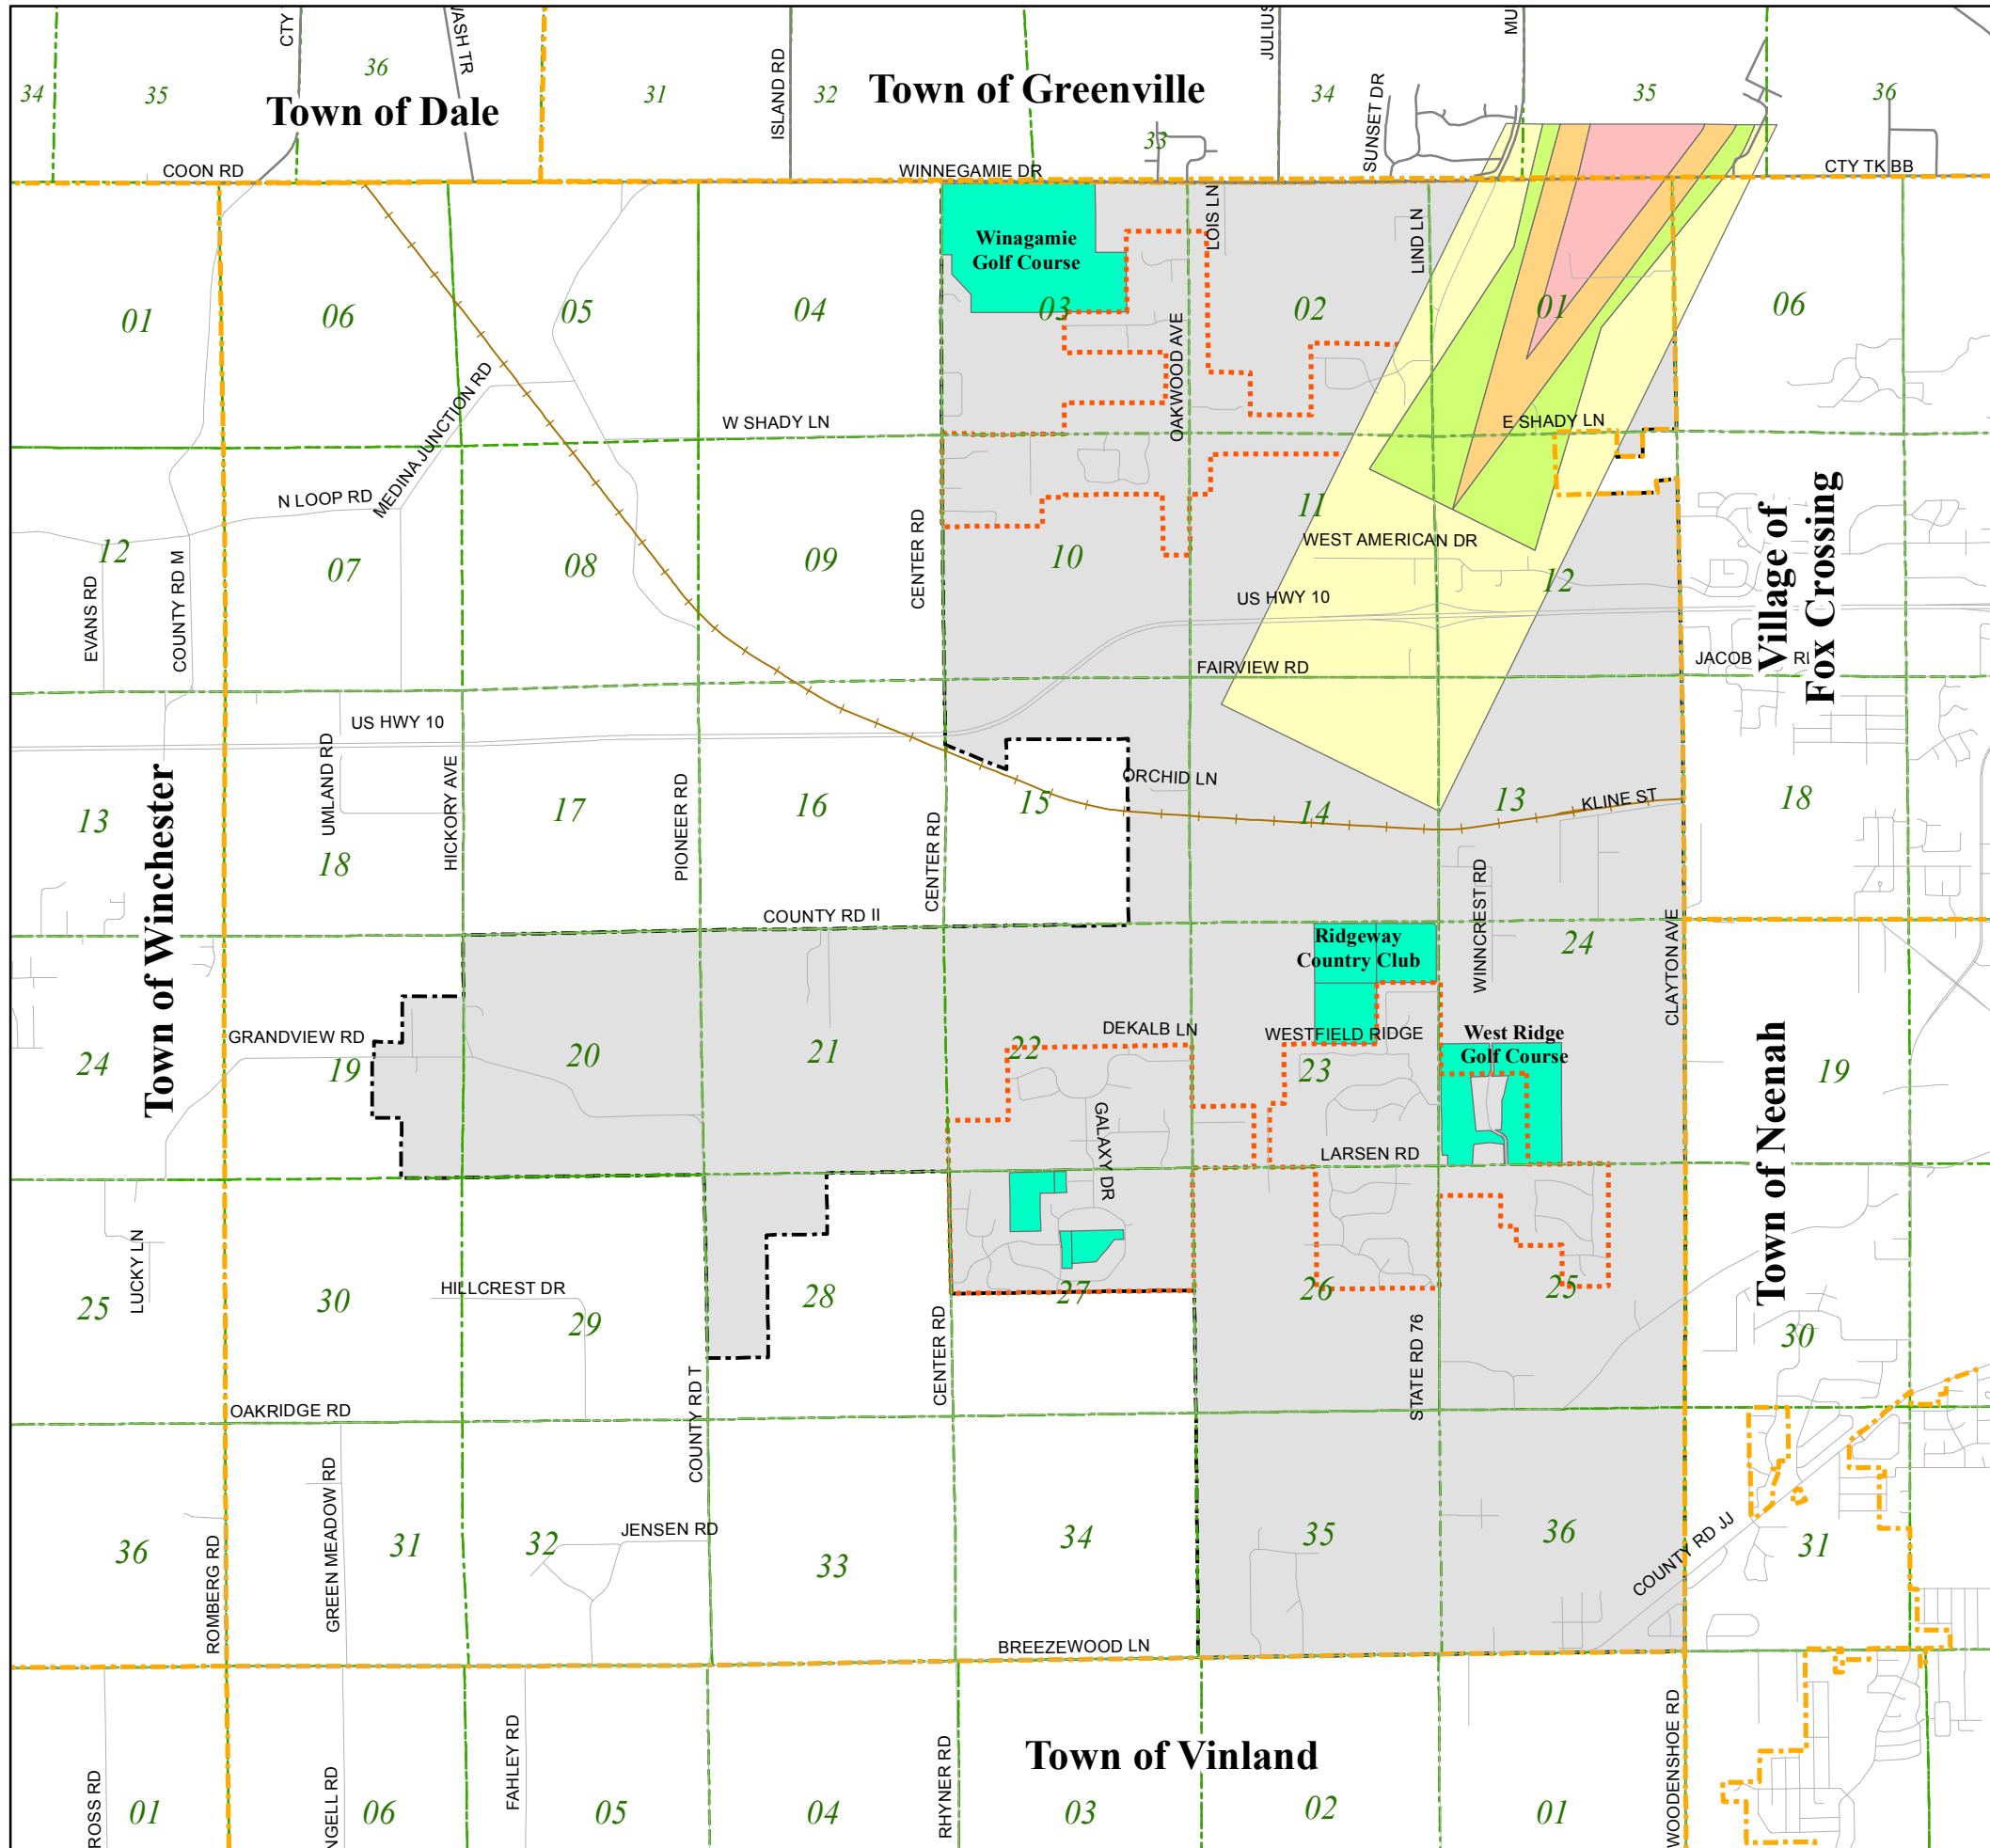 CTY
WASH TR
ISLAND RD
JULIUS
SUNSET DR
MU
34
35
36
31
32
33
34
35
36
Town of Dale
Town of Greenville
COON RD
WINNEGAMIE DR
CTY TK BB
Winagamie
Golf Course
LOIS LN
LIND LN
01
06
05
04
03
02
01
06
OAKWOOD AVE
MEDINA JUNCTION RD
W SHADY LN
E SHADY LN
N LOOP RD
EVANS RD
COUNTY RD M
CENTER RD
12
07
08
09
10
11
12
WEST AMERICAN DR
US HWY 10
FAIRVIEW RD
Village of
Fox Crossing
JACOB
RI
US HWY 10
UMLAND RD
HICKORY AVE
PIONEER RD
CENTER RD
ORCHID LN
KLINE ST
13
18
17
16
15
14
13
18
Town of Winchester
COUNTY RD II
WINNCREST RD
CLAYTON AVE
Ridgeway
Country Club
West Ridge
Golf Course
GRANDVIEW RD
DEKALB LN
WESTFIELD RIDGE
24
19
20
21
22
23
24
19
GALAXY DR
LARSEN RD
Town of Neenah
LUCKY LN
HILLCREST DR
25
30
29
28
27
26
25
30
OAKRIDGE RD
COUNTY RD T
CENTER RD
STATE RD 76
ROMBERG RD
GREEN MEADOW RD
JENSEN RD
COUNTY RD JJ
36
31
32
33
34
35
36
31
BREEZEWOOD LN
Town of Vinland
ROSS RD
NGELL RD
FAHLEY RD
RHYNER RD
WOODENSHOE RD
01
06
05
04
03
02
01